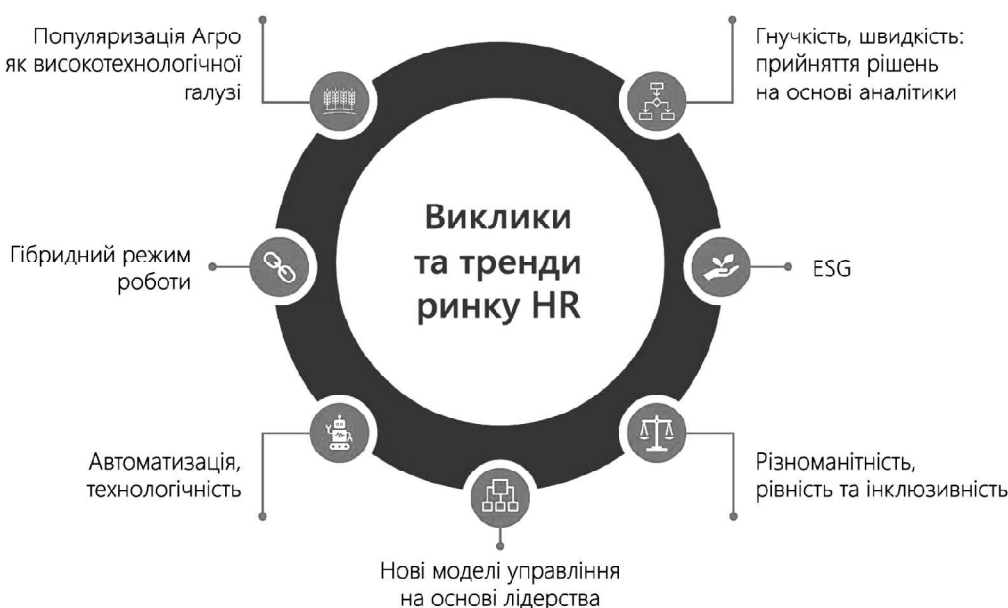 Популяризація Агро
як високотехнологічної
галузі
Гнучкість, швидкість:
прийняття рішень
на основі аналітики
Виклики
та тренди
ринку HR
Гібридний режим
роботи
ESG
Автоматизація,
технологічність
Різноманітність,
рівність та інклюзивність
Нові моделі управління
на основі лідерства